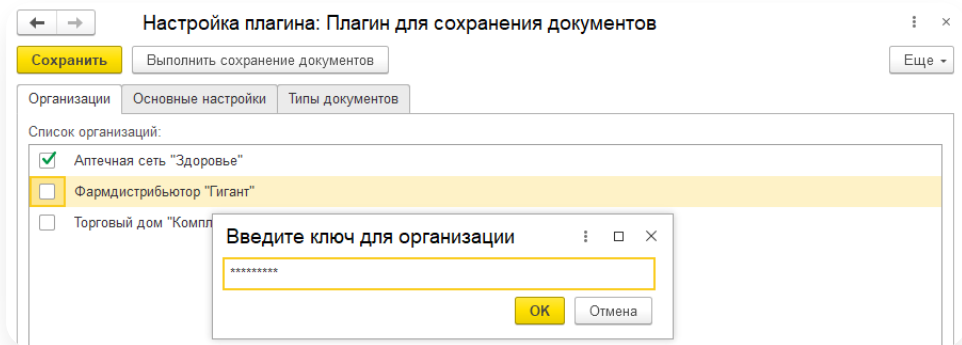 Настройка плагина: Плагин для сохранения документов
Сохранить Выполнить сохранение документов Еще
Организации Основные настройки Типы документов
Список организаций:
Аптечная сеть "Здоровье"
Фармдистрибьютор "Гигант"
Торговый дом
Введите ключ для организации
*********
ОК Отмена